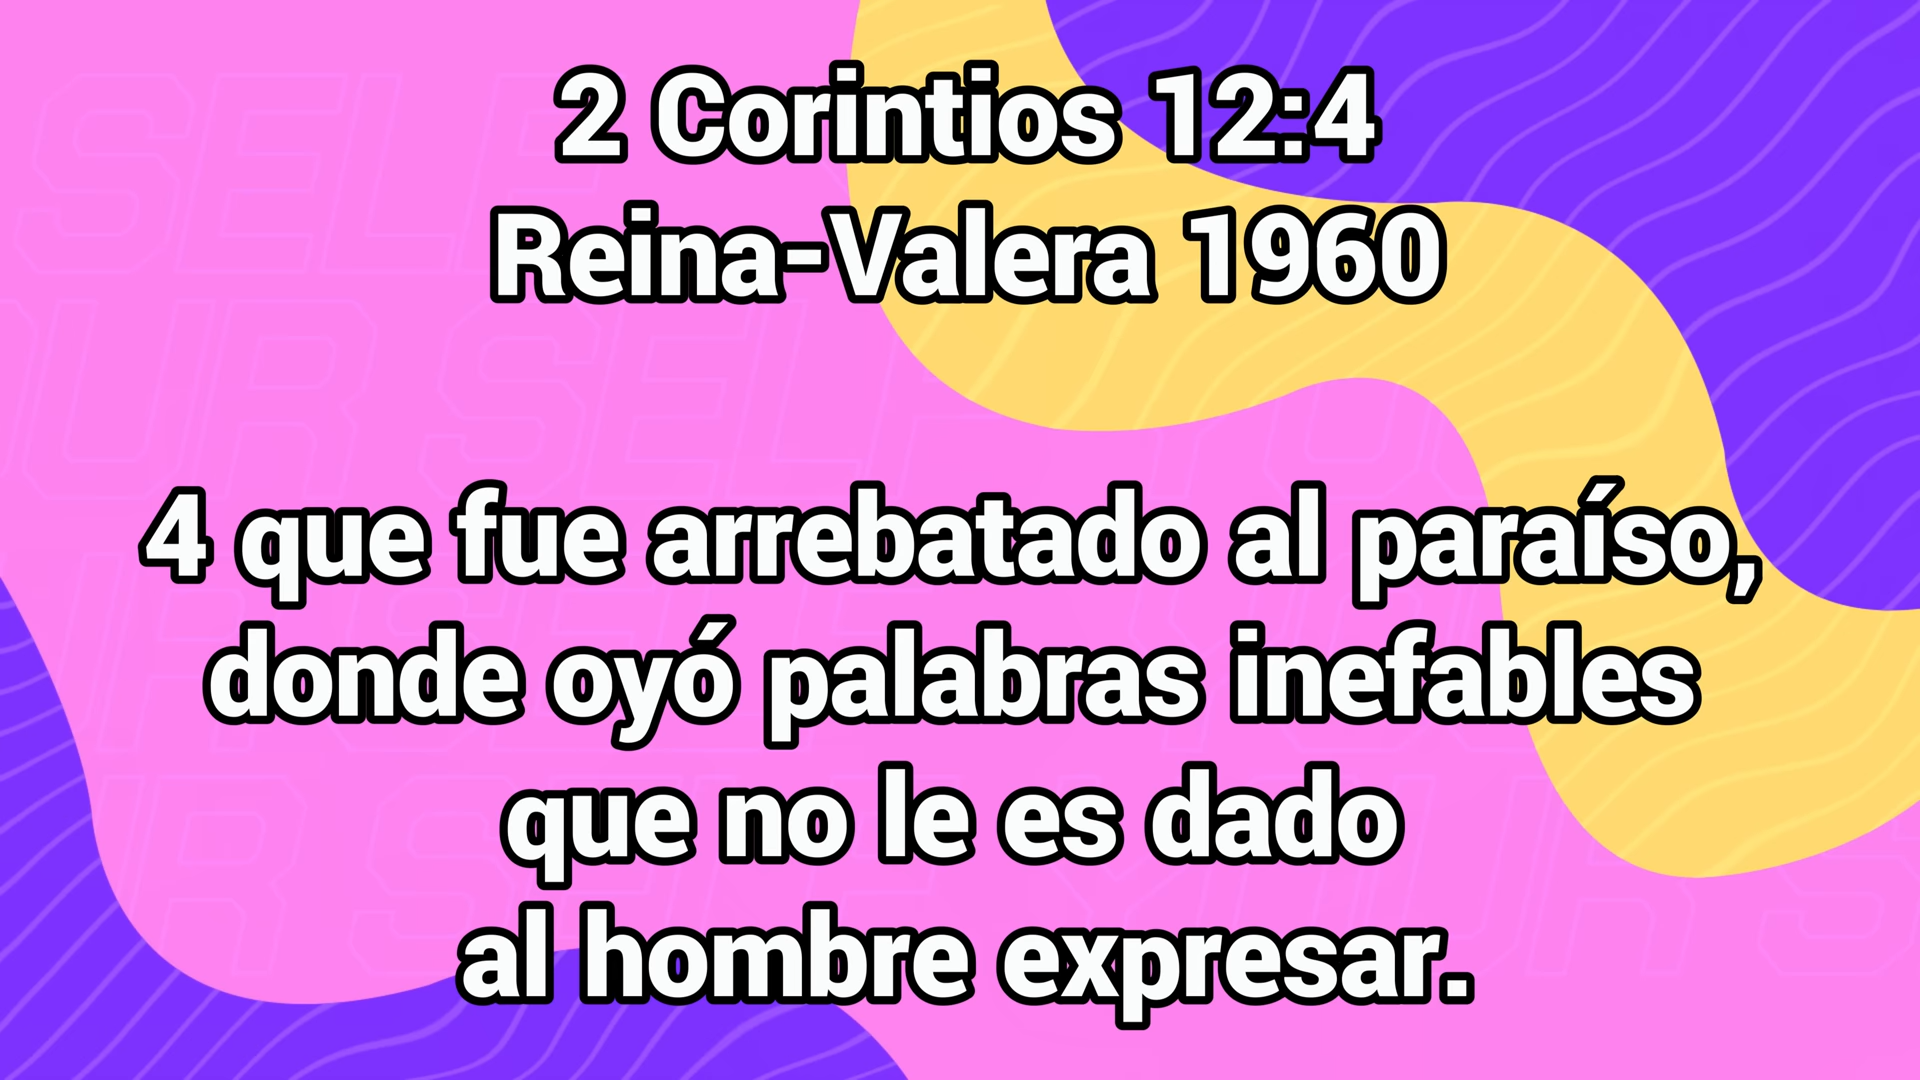 2 Corintios 12:4
Reina-Valera 1960
4 que fue arrebatado al paraíso,
donde oyó palabras inefables
que no le es dado
al hombre expresar.